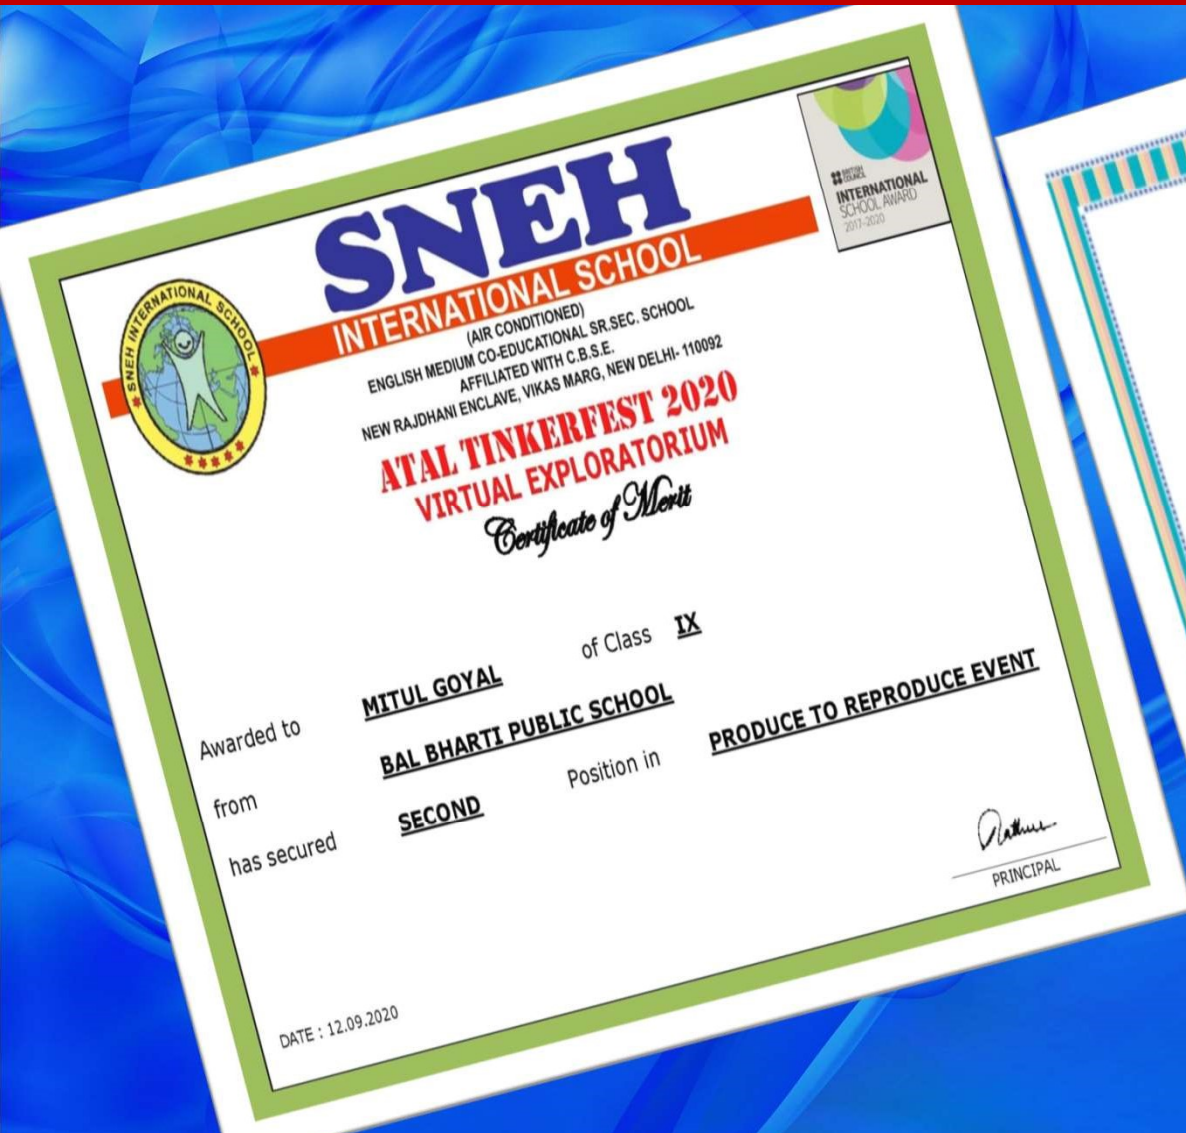 SNEH
INTERNATIONAL SCHOOL
(AIR CONDITIONED)
ENGLISH MEDIUM CO-EDUCATIONAL SR.SEC. SCHOOL
AFFILIATED WITH C.B.S.E.
NEW RAJDHANI ENCLAVE, VIKAS MARG, NEW DELHI- 110092
SNEH INTERNATIONAL SCHOOL
BRITISH COUNCIL
INTERNATIONAL
SCHOOL AWARD
2017-2020
ATAL TINKERFEST 2020
VIRTUAL EXPLORATORIUM
Certificate of Merit
Awarded to MITUL GOYAL of Class IX
from BAL BHARTI PUBLIC SCHOOL
has secured SECOND Position in PRODUCE TO REPRODUCE EVENT
PRINCIPAL
DATE : 12.09.2020